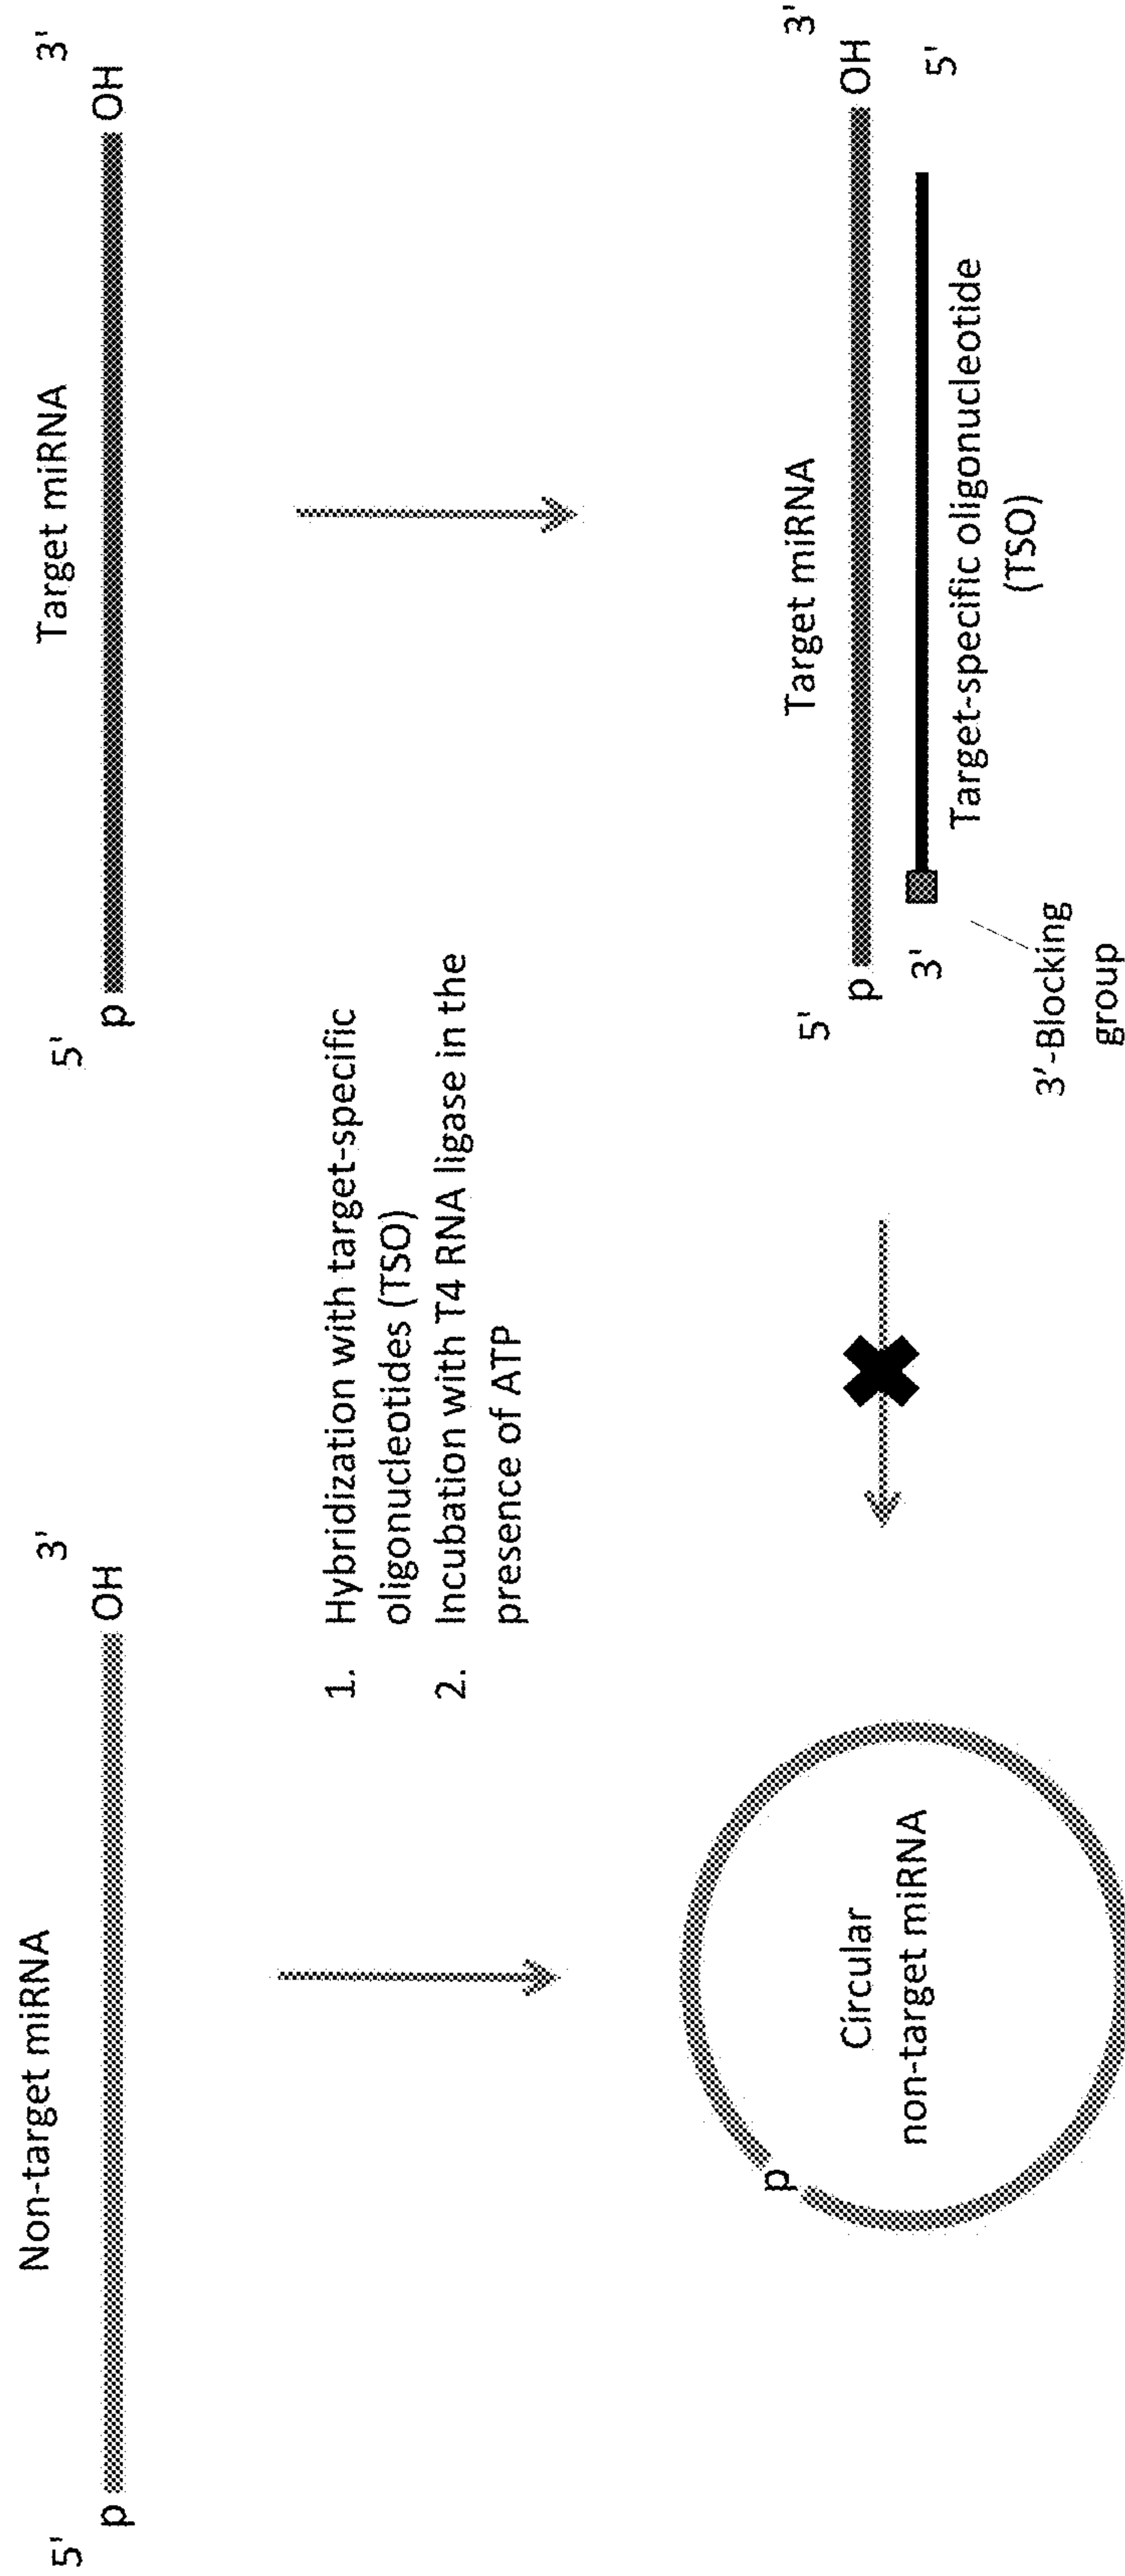 Non-target miRNA
5'
p
OH
3'
Target miRNA
5'
p
OH
3'
1. Hybridization with target-specific
oligonucleotides (TSO)
2. Incubation with T4 RNA ligase in the
presence of ATP
p
Circular
non-target miRNA
Target miRNA
5'
p
OH
3'
3'
5'
Target-specific oligonucleotide
(TSO)
3'-Blocking
group